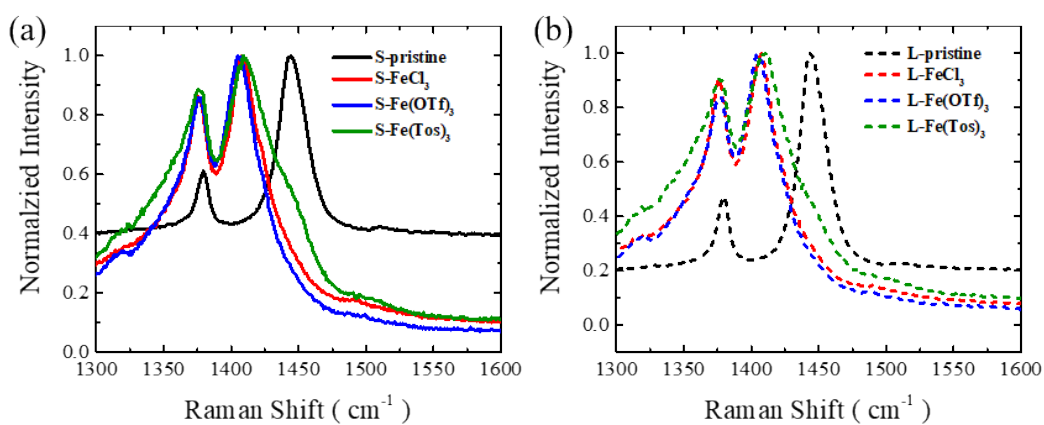 (a)
Normalzied Intensity
1.0
0.8
0.6
0.4
0.2
0.0
S-pristine
S-FeCl3
S-Fe(OTf)3
S-Fe(Tos)3
1300 1350 1400 1450 1500 1550 1600
Raman Shift ( cm-1 )
(b)
Normalized Intensity
1.0
0.8
0.6
0.4
0.2
0.0
L-pristine
L-FeCl3
L-Fe(OTf)3
L-Fe(Tos)3
1300 1350 1400 1450 1500 1550 1600
Raman Shift ( cm-1 )